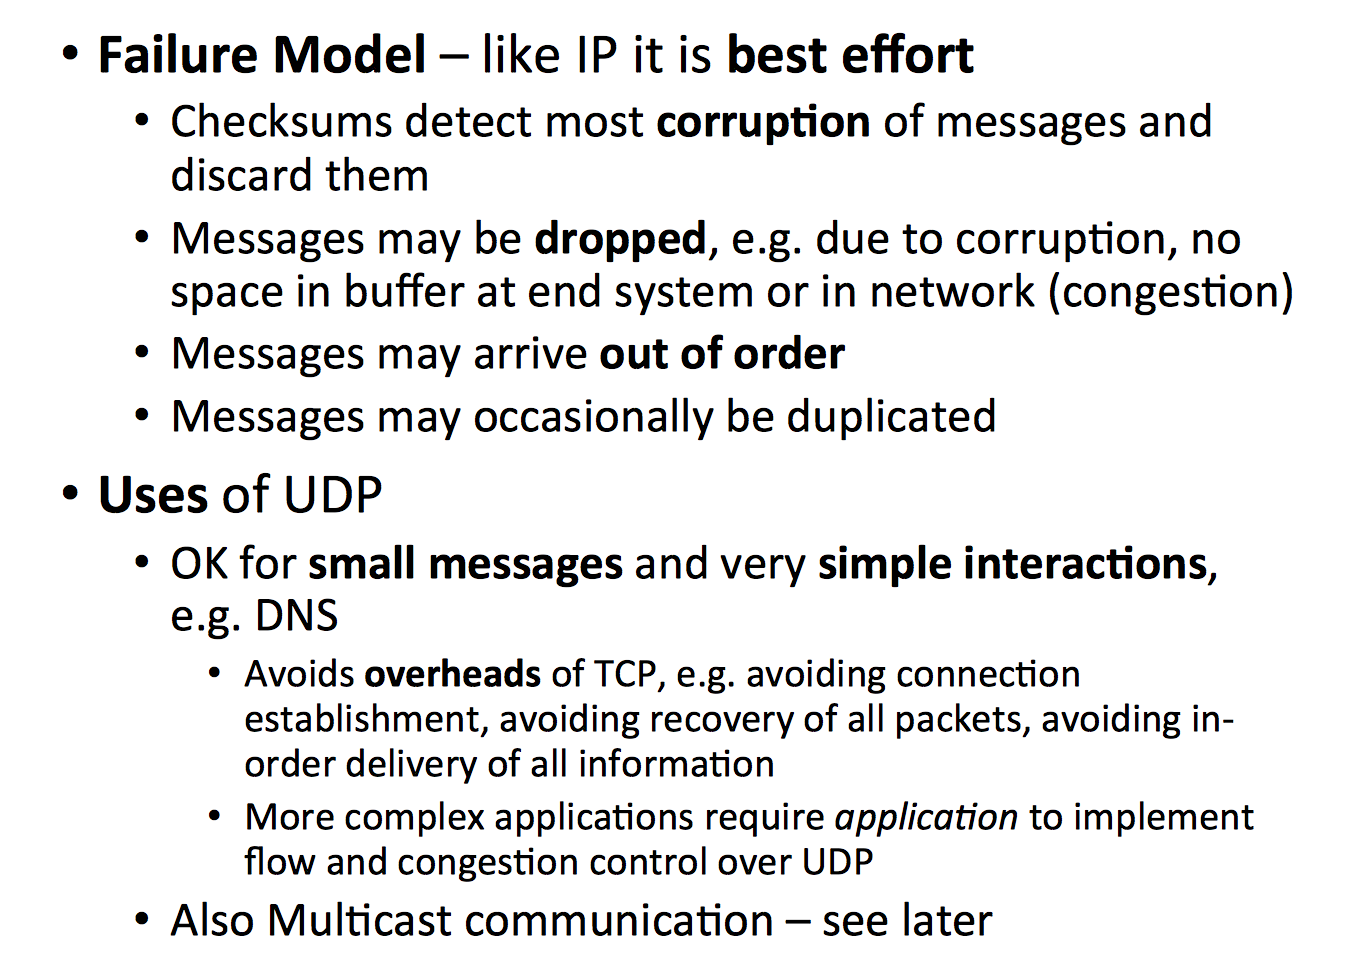 • Failure Model – like IP it is best effort
• Checksums detect most corruption of messages and
discard them
• Messages may be dropped, e.g. due to corruption, no
space in buffer at end system or in network (congestion)
• Messages may arrive out of order
• Messages may occasionally be duplicated
• Uses of UDP
• OK for small messages and very simple interactions,
e.g. DNS
• Avoids overheads of TCP, e.g. avoiding connection
establishment, avoiding recovery of all packets, avoiding in-
order delivery of all information
• More complex applications require application to implement
flow and congestion control over UDP
• Also Multicast communication – see later